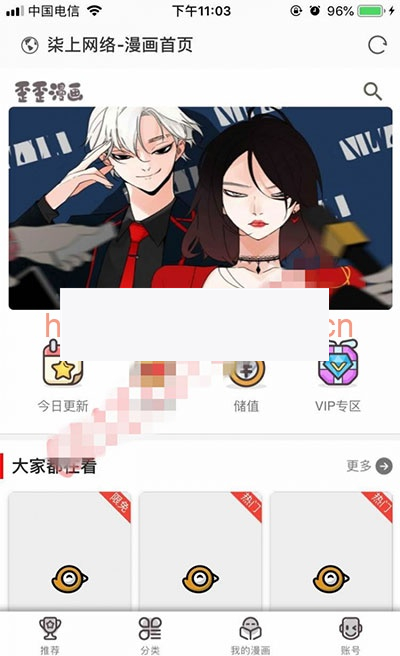 中国电信 下午11:03 96%
柒上网络-漫画首页
歪歪漫画
h cn
今日更新 储值 VIP专区
大家都在看 更多
限免 热门 热门
推荐 分类 我的漫画 账号